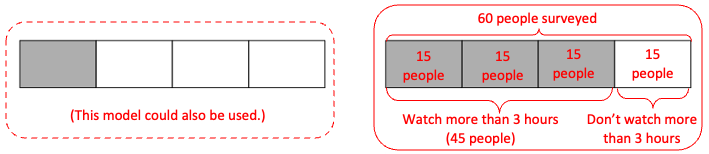 (This model could also be used.)
60 people surveyed
15
people
15
people
15
people
15
people
Watch more than 3 hours
(45 people)
Don’t watch more
than 3 hours